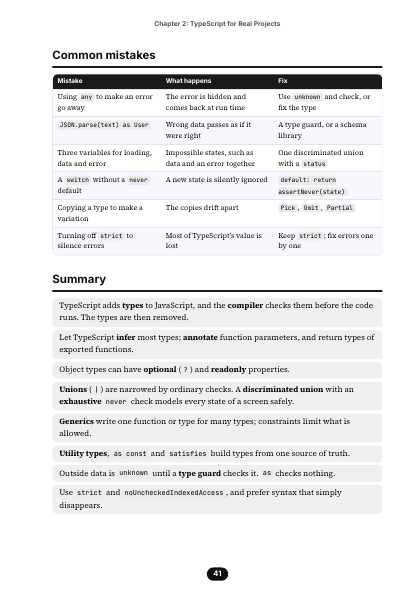 Chapter 2: TypeScript for Real Projects
Common mistakes
Mistake What happens Fix
Using any to make an error The error is hidden and Use unknown and check, or
go away comes back at run time fix the type
JSON.parse(text) as User Wrong data passes as if it A type guard, or a schema
were right library
Three variables for loading, Impossible states, such as One discriminated union
data and error data and an error together with a status
A switch without a never A new state is silently ignored default: return
default assertNever(state)
Copying a type to make a The copies drift apart Pick, Omit, Partial
variation
Turning off strict to Most of TypeScript's value is Keep strict; fix errors one
silence errors lost by one
Summary
TypeScript adds types to JavaScript, and the compiler checks them before the code
runs. The types are then removed.
Let TypeScript infer most types; annotate function parameters, and return types of
exported functions.
Object types can have optional (?) and readonly properties.
Unions (|) are narrowed by ordinary checks. A discriminated union with an
exhaustive never check models every state of a screen safely.
Generics write one function or type for many types; constraints limit what is
allowed.
Utility types, as const and satisfies build types from one source of truth.
Outside data is unknown until a type guard checks it. as checks nothing.
Use strict and noUncheckedIndexedAccess, and prefer syntax that simply
disappears.
41